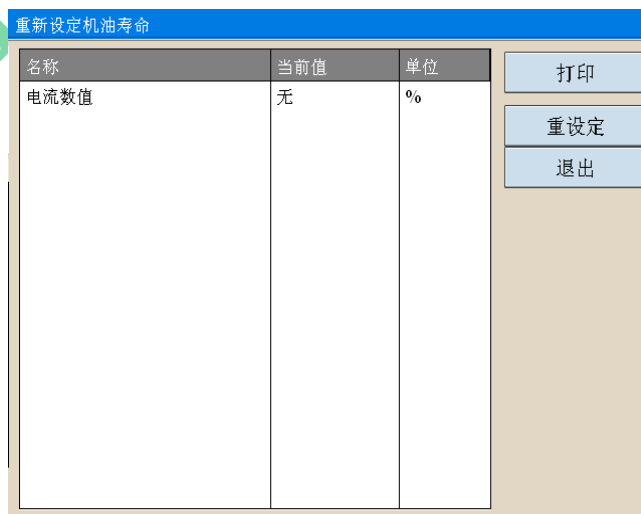 重新设定机油寿命
名称 当前值 单位
电流数值 无 %
打印
重设定
退出